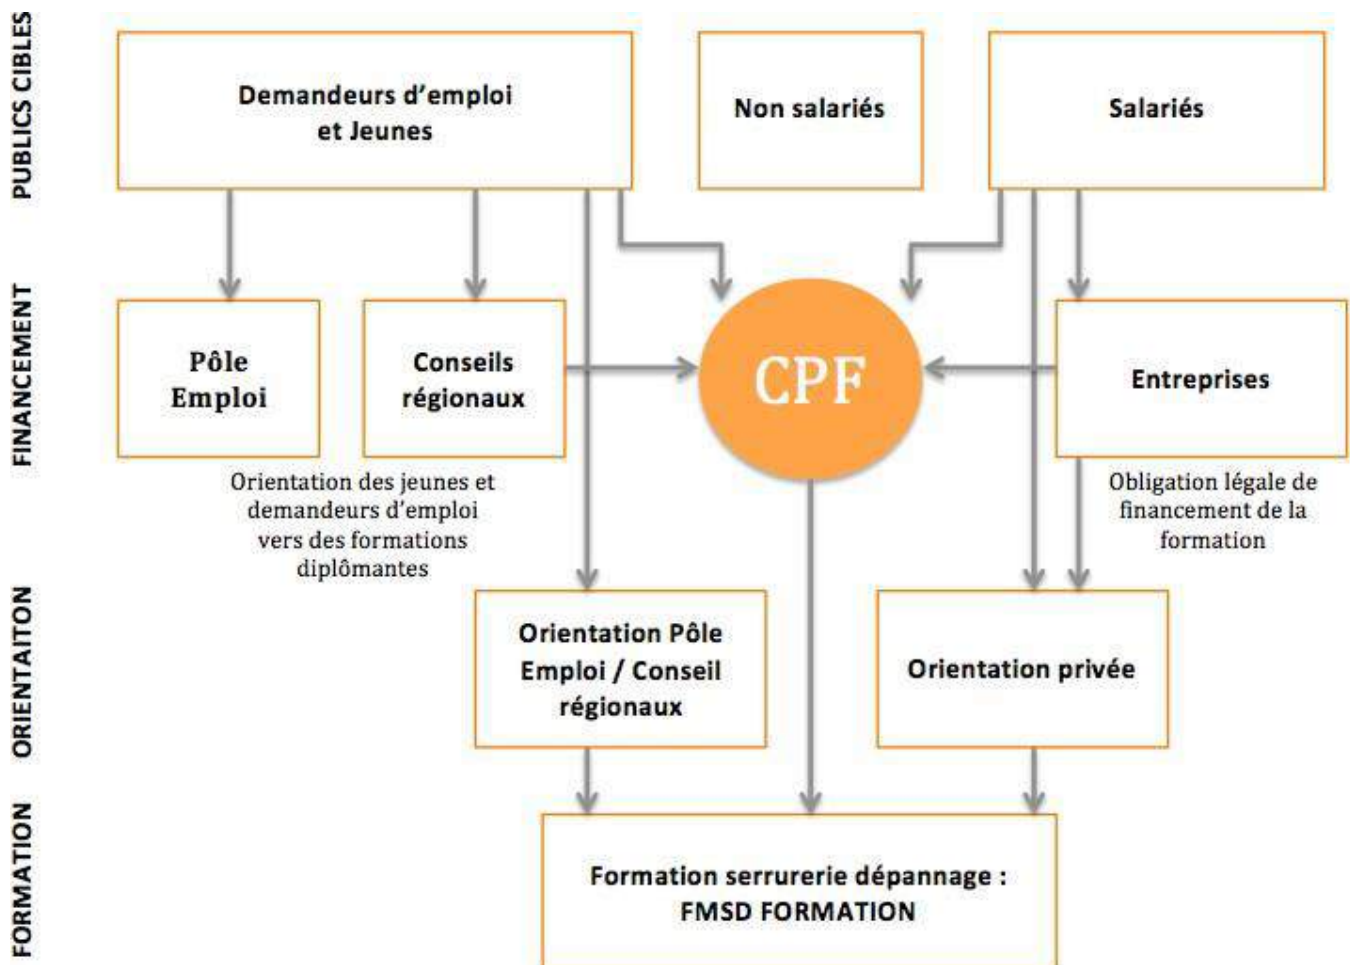 PUBLICS CIBLES
Demandeurs d’emploi
et Jeunes
Non salariés
Salariés
FINANCEMENT
Pôle
Emploi
Conseils
régionaux
CPF
Entreprises
Orientation des jeunes et
demandeurs d’emploi
vers des formations
diplômantes
Obligation légale de
financement de la
formation
ORIENTAITON
Orientation Pôle
Emploi / Conseil
régionaux
Orientation privée
FORMATION
Formation serrurerie dépannage :
FMSD FORMATION